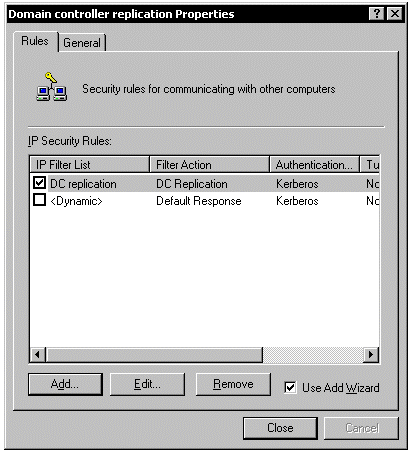 Domain controller replication Properties
Rules General
Security rules for communicating with other computers
IP Security Rules:
IP Filter List Filter Action Authentication... Tu
DC replication DC Replication Kerberos No
<Dynamic> Default Response Kerberos No
Add... Edit... Remove Use Add Wizard
Close Cancel